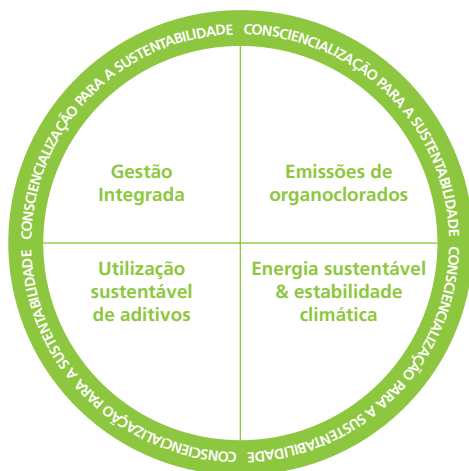 CONSCIENCIALIZAÇÃO PARA A SUSTENTABILIDADE
CONSCIENCIALIZAÇÃO PARA A SUSTENTABILIDADE
Gestão
Integrada
Emissões de
organoclorados
Utilização
sustentável
de aditivos
Energia sustentável
& estabilidade
climática
CONSCIENCIALIZAÇÃO PARA A SUSTENTABILIDADE
CONSCIENCIALIZAÇÃO PARA A SUSTENTABILIDADE